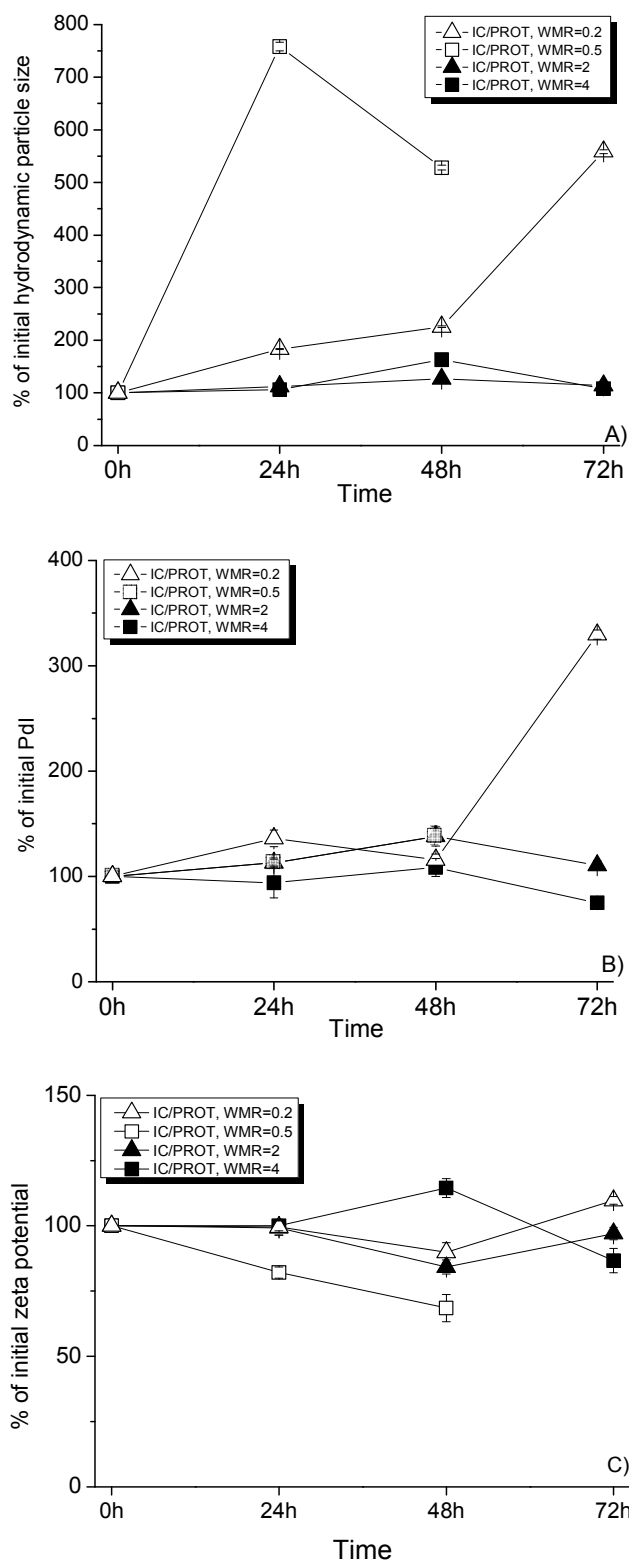 800
700
600
500
400
300
200
100
0
% of initial hydrodynamic particle size
IC/PROT, WMR=0.2
IC/PROT, WMR=0.5
IC/PROT, WMR=2
IC/PROT, WMR=4
A)
0h 24h 48h 72h
Time
400
300
200
100
0
% of initial PdI
IC/PROT, WMR=0.2
IC/PROT, WMR=0.5
IC/PROT, WMR=2
IC/PROT, WMR=4
B)
0h 24h 48h 72h
Time
150
100
50
0
% of initial zeta potential
IC/PROT, WMR=0.2
IC/PROT, WMR=0.5
IC/PROT, WMR=2
IC/PROT, WMR=4
C)
0h 24h 48h 72h
Time